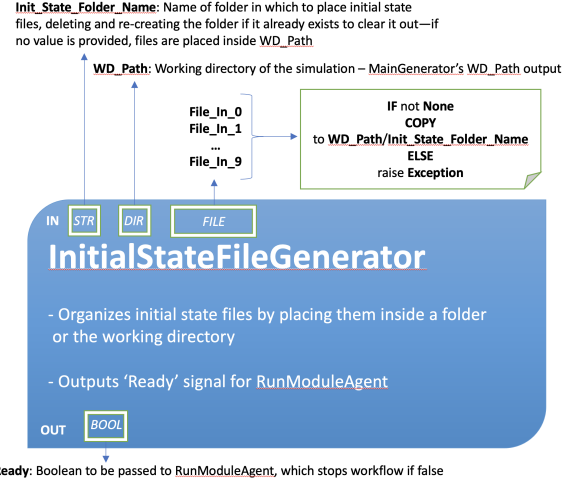 Init_State_Folder_Name: Name of folder in which to place initial state
files, deleting and re-creating the folder if it already exists to clear it out—if
no value is provided, files are placed inside WD_Path
WD_Path: Working directory of the simulation – MainGenerator's WD_Path output
File_In_0
File_In_1
...
File_In_9
IF not None
COPY
to WD_Path/Init_State_Folder_Name
ELSE
raise Exception
IN STR DIR FILE
InitialStateFileGenerator
- Organizes initial state files by placing them inside a folder
or the working directory
- Outputs 'Ready' signal for RunModuleAgent
OUT BOOL
eady: Boolean to be passed to RunModuleAgent, which stops workflow if false